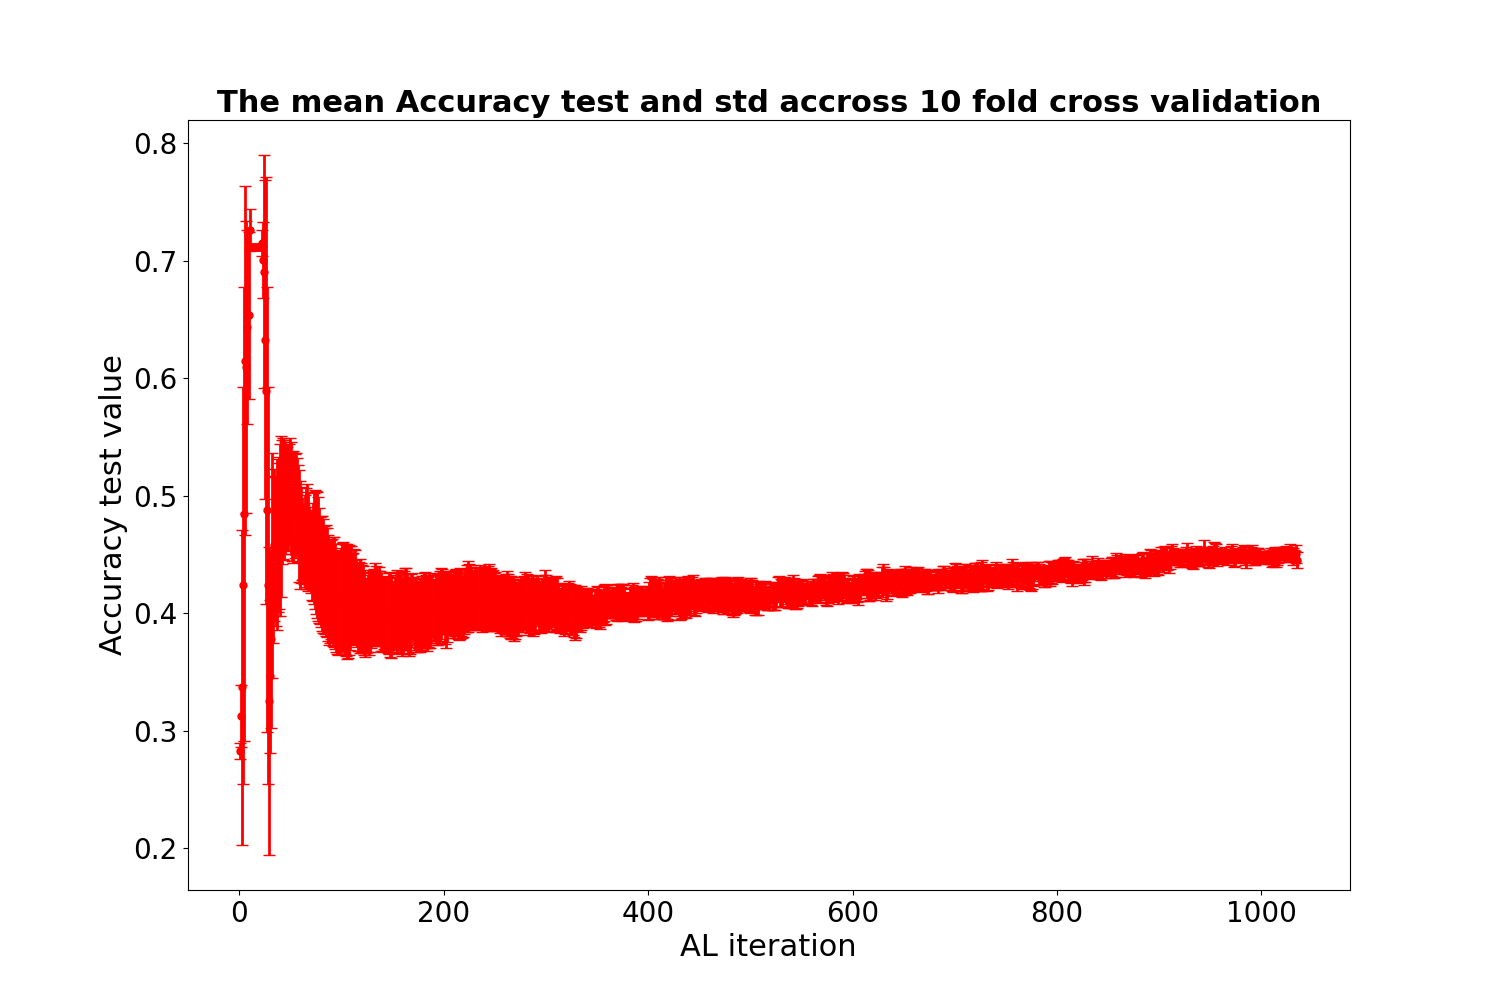 The mean Accuracy test and std accross 10 fold cross validation
0.8
0.7
0.6
0.5
0.4
0.3
0.2
Accuracy test value
0 200 400 600 800 1000
AL iteration